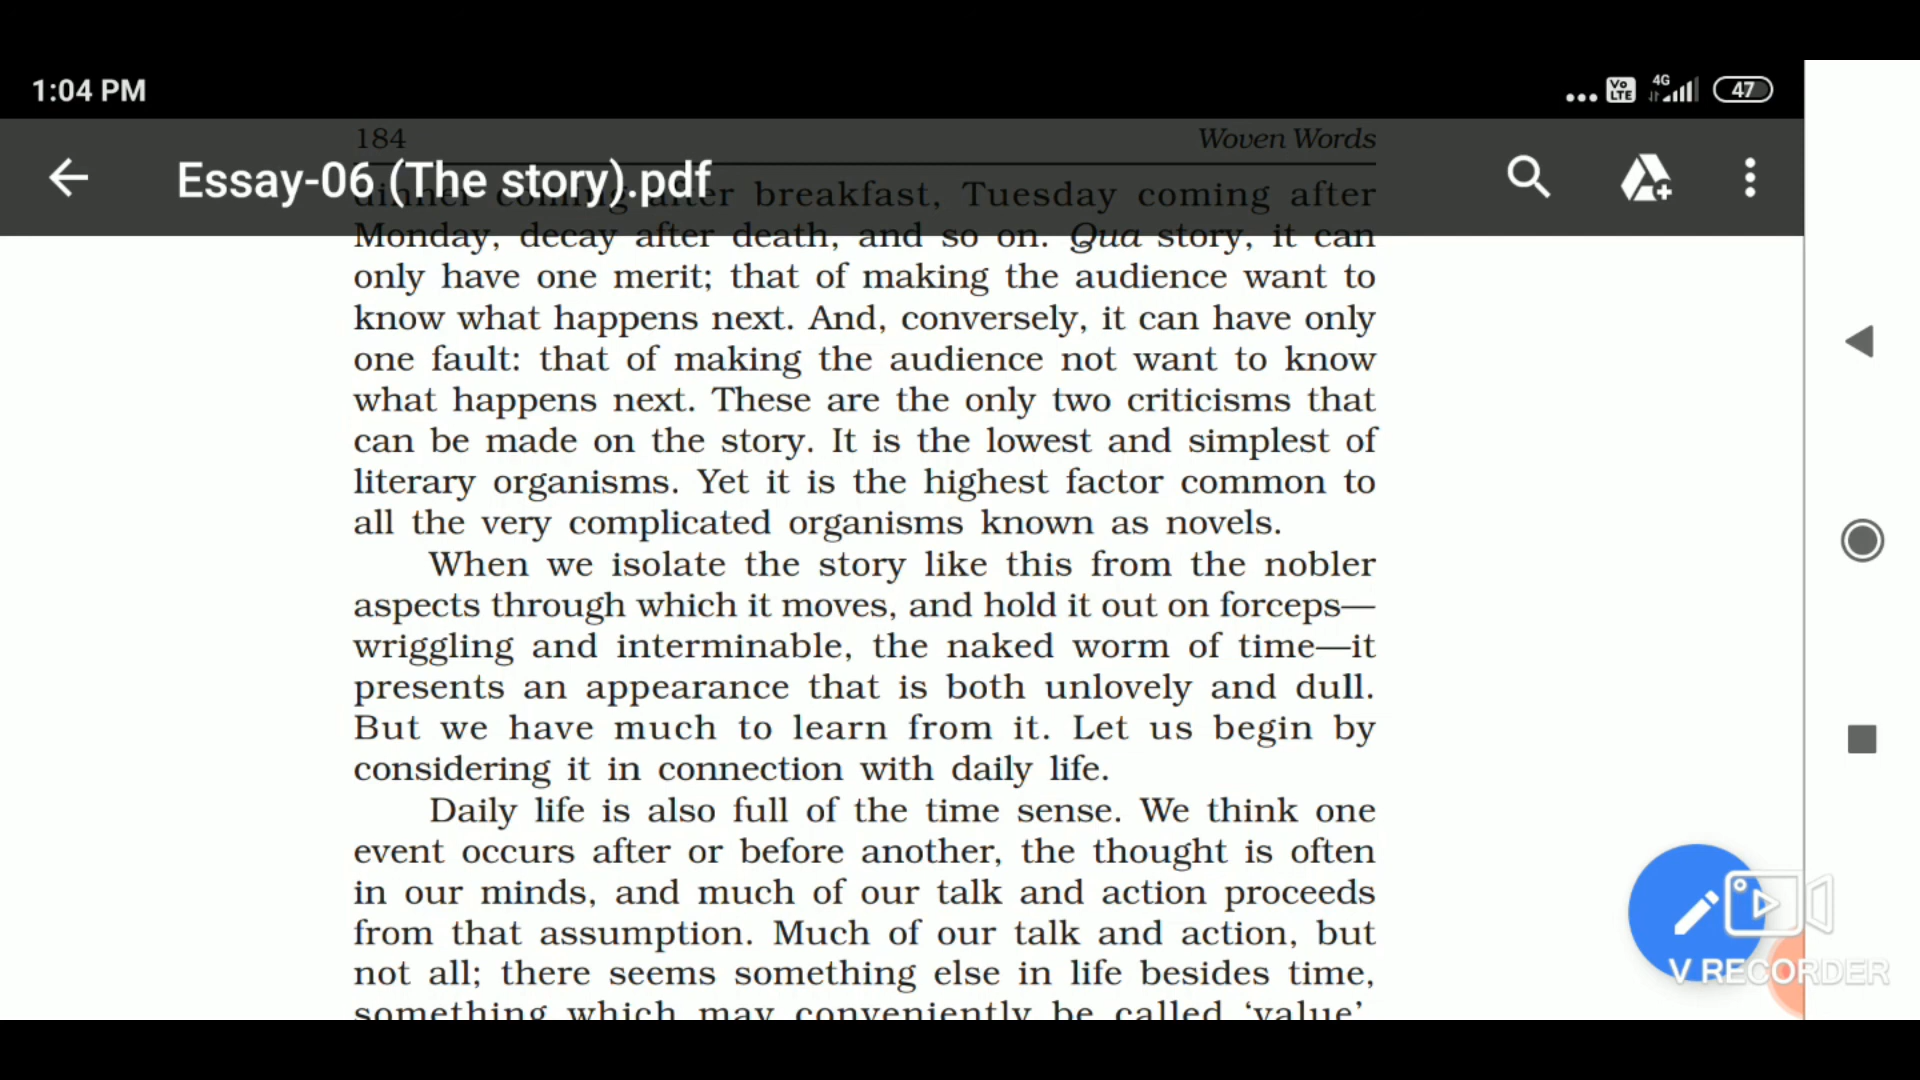 1:04 PM
Vo LTE 4G 47
184 Woven Words
Essay-06 (The story).pdf
dinner coming after breakfast, Tuesday coming after
Monday, decay after death, and so on. Qua story, it can
only have one merit; that of making the audience want to
know what happens next. And, conversely, it can have only
one fault: that of making the audience not want to know
what happens next. These are the only two criticisms that
can be made on the story. It is the lowest and simplest of
literary organisms. Yet it is the highest factor common to
all the very complicated organisms known as novels.
When we isolate the story like this from the nobler
aspects through which it moves, and hold it out on forceps—
wriggling and interminable, the naked worm of time—it
presents an appearance that is both unlovely and dull.
But we have much to learn from it. Let us begin by
considering it in connection with daily life.
Daily life is also full of the time sense. We think one
event occurs after or before another, the thought is often
in our minds, and much of our talk and action proceeds
from that assumption. Much of our talk and action, but
not all; there seems something else in life besides time,
something which may conveniently be called ‘value’,
V RECORDER